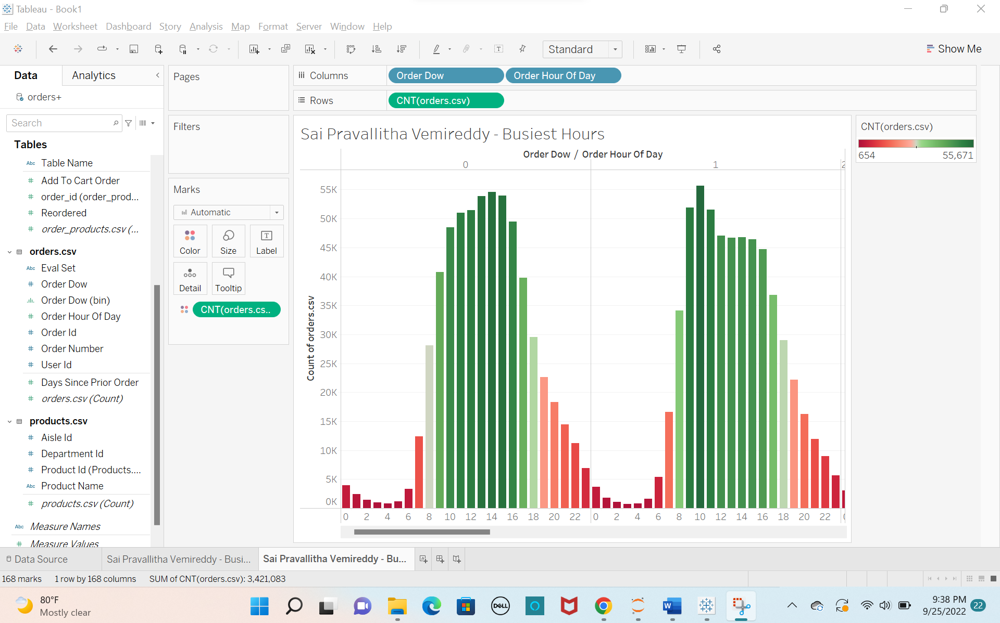 Tableau - Book1
File Data Worksheet Dashboard Story Analysis Map Format Server Window Help
Standard
Show Me
Data
Analytics
orders+
Search
Tables
Abc Table Name
# Add To Cart Order
# order_id (order_prod...
# Reordered
# order_products.csv (...
orders.csv
Abc Eval Set
# Order Dow
Order Dow (bin)
# Order Hour Of Day
# Order Id
# Order Number
# User Id
# Days Since Prior Order
# orders.csv (Count)
products.csv
# Aisle Id
# Department Id
# Product Id (Products....
Abc Product Name
# products.csv (Count)
Abc Measure Names
# Measure Values
Pages
Filters
Marks
Automatic
Color Size Label
Detail Tooltip
CNT(orders.cs..
Columns Order Dow Order Hour Of Day
Rows CNT(orders.csv)
Sai Pravallitha Vemireddy - Busiest Hours
Order Dow / Order Hour Of Day
0 1 2
Count of orders.csv
55K
50K
45K
40K
35K
30K
25K
20K
15K
10K
5K
0K
0 2 4 6 8 10 12 14 16 18 20 22 0 2 4 6 8 10 12 14 16 18 20 22 0
CNT(orders.csv)
654 55,671
Data Source Sai Pravallitha Vemireddy - Busi... Sai Pravallitha Vemireddy - Bu...
168 marks 1 row by 168 columns SUM of CNT(orders.csv): 3,421,083
80°F
Mostly clear
DELL
W
9:38 PM
9/25/2022
22